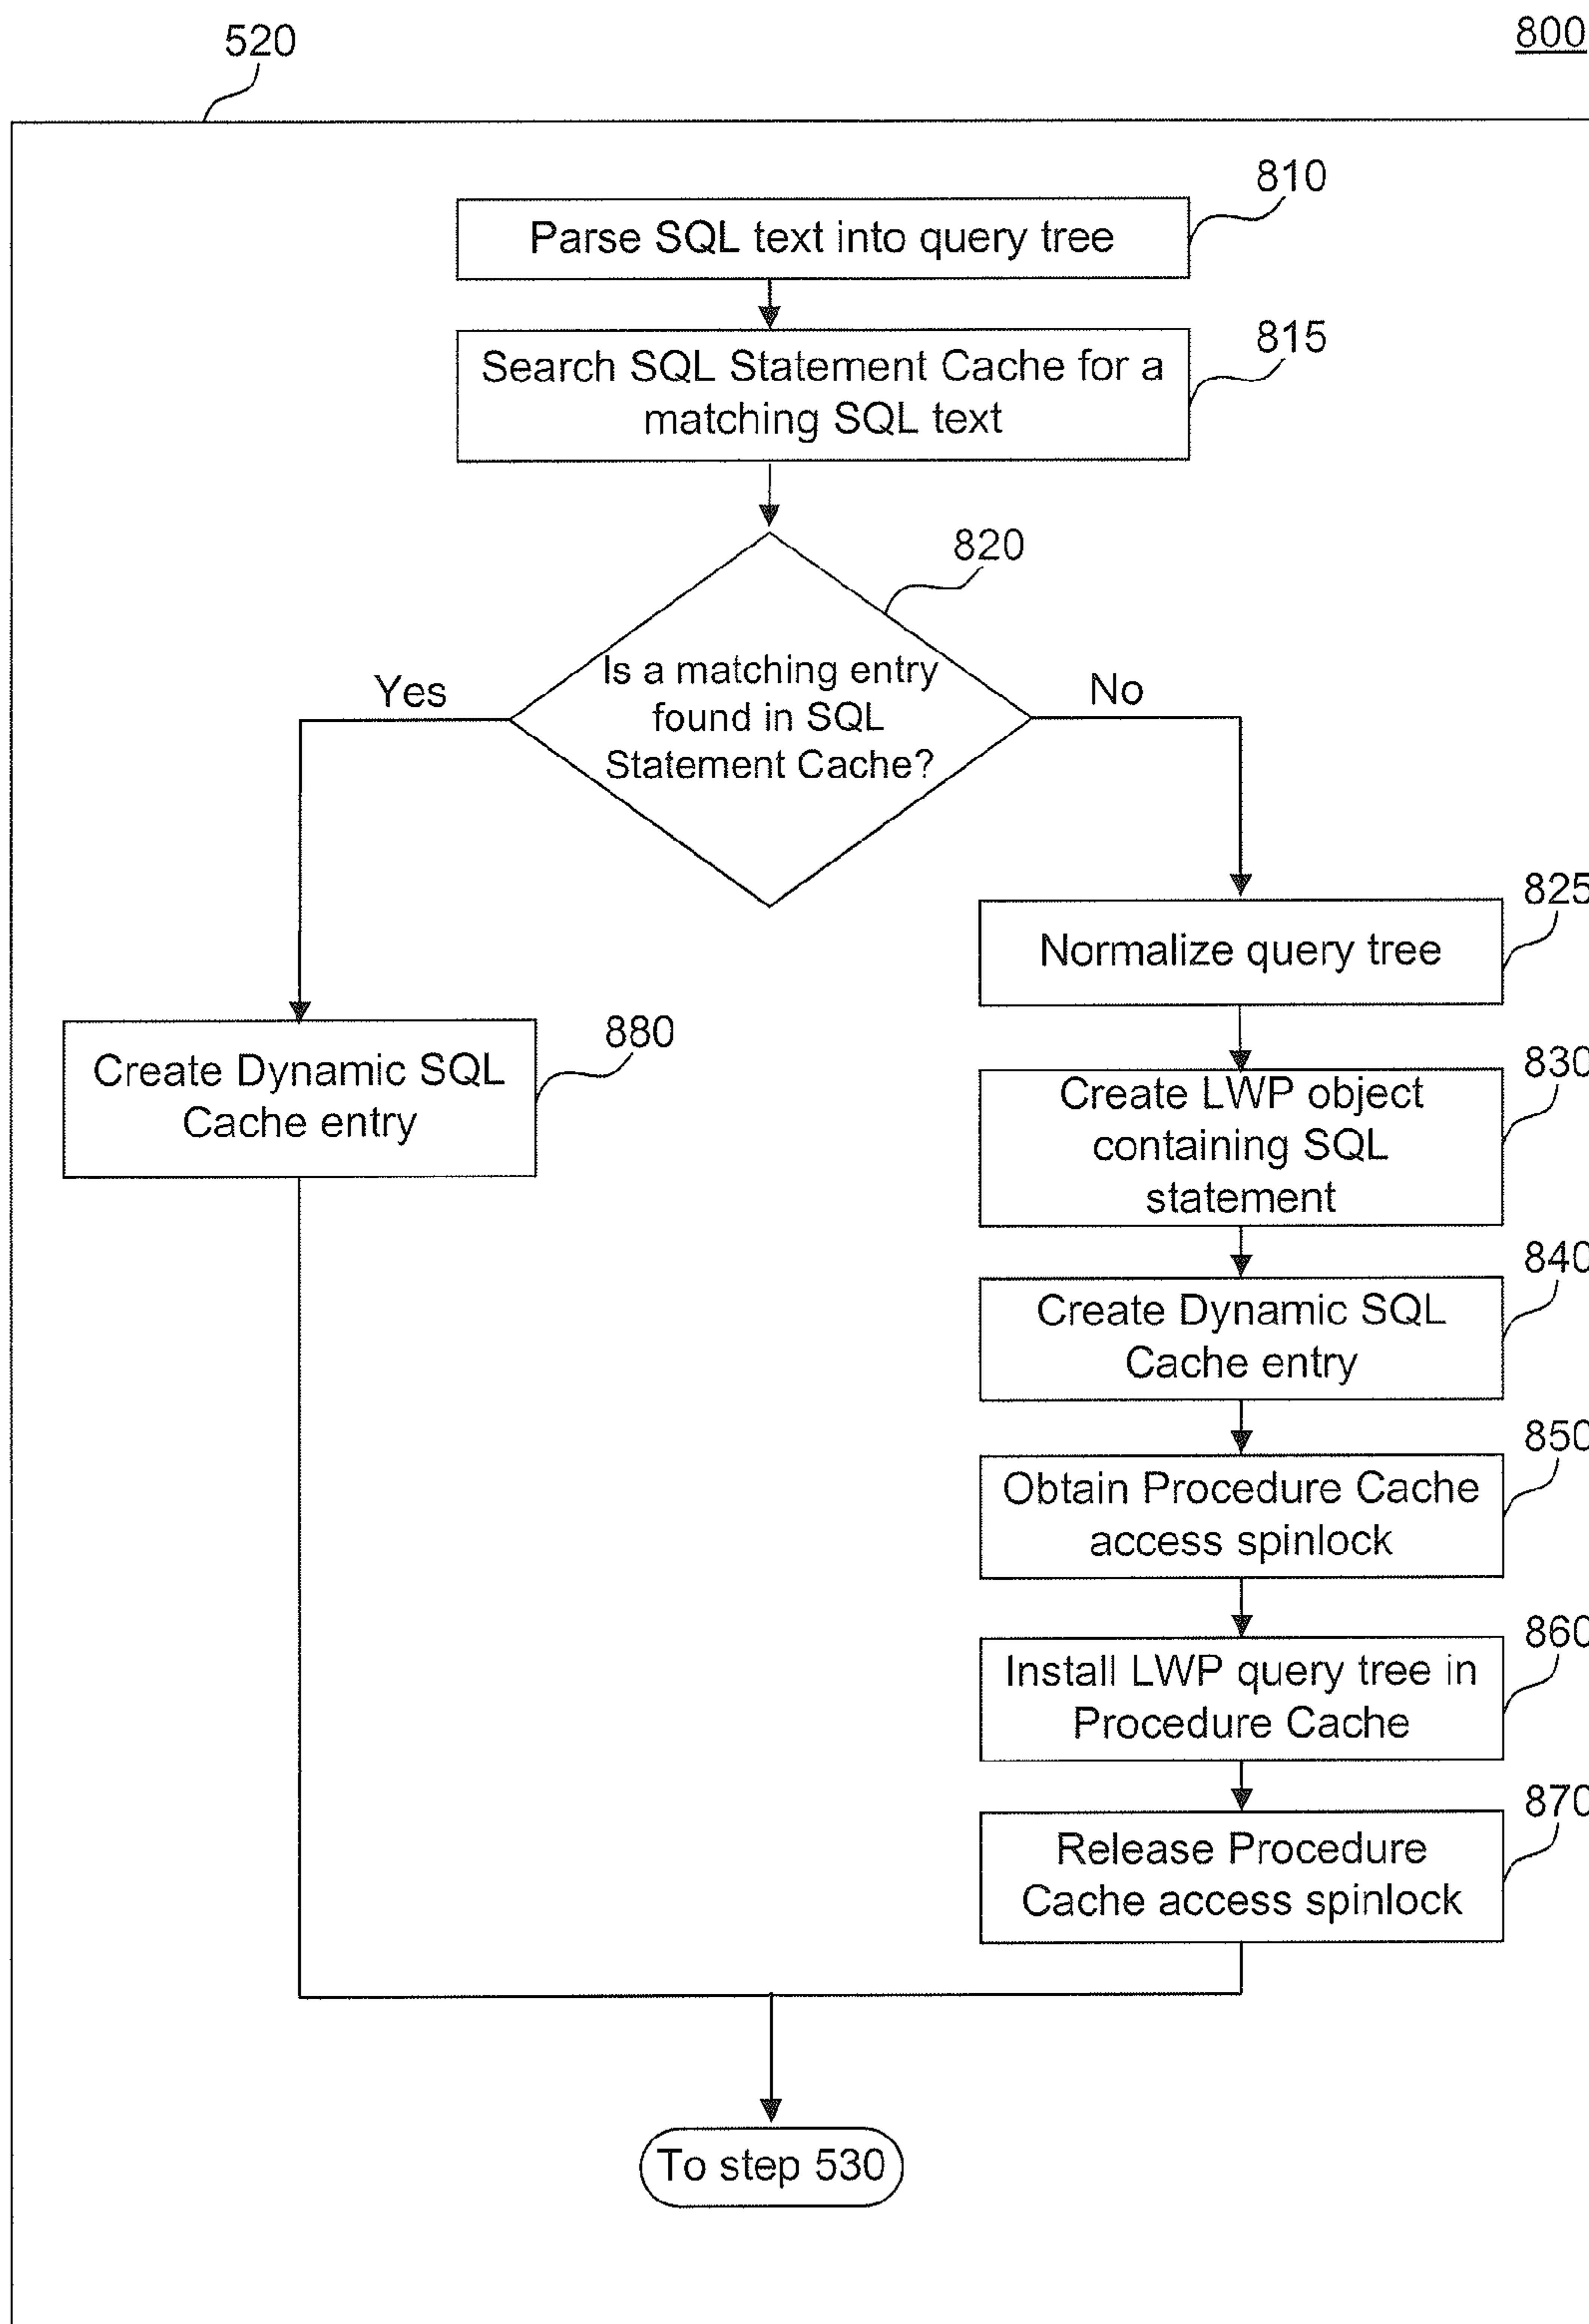 520
800
810
Parse SQL text into query tree
815
Search SQL Statement Cache for a
matching SQL text
820
Is a matching entry
found in SQL
Statement Cache?
Yes
No
825
Normalize query tree
880
Create Dynamic SQL
Cache entry
830
Create LWP object
containing SQL
statement
840
Create Dynamic SQL
Cache entry
850
Obtain Procedure Cache
access spinlock
860
Install LWP query tree in
Procedure Cache
870
Release Procedure
Cache access spinlock
To step 530